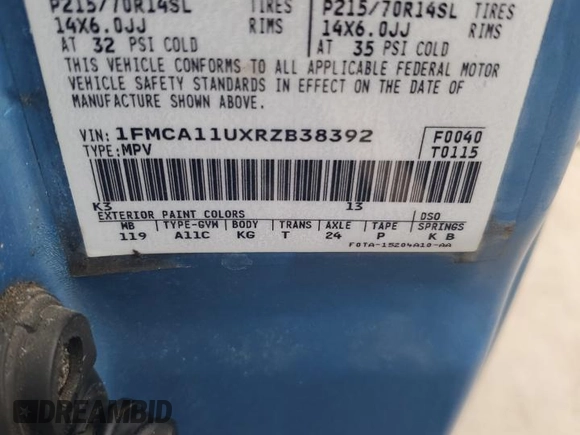 P215/70R14SL TIRES P215/70R14SL TIRES
14X6.0JJ RIMS 14X6.0JJ RIMS
AT 32 PSI COLD AT 35 PSI COLD
THIS VEHICLE CONFORMS TO ALL APPLICABLE FEDERAL MOTOR
VEHICLE SAFETY STANDARDS IN EFFECT ON THE DATE OF
MANUFACTURE SHOWN ABOVE.
VIN: 1FMCA11UXRZB38392 F0040
TYPE: MPV T0115
K3 13
EXTERIOR PAINT COLORS DSO
WB TYPE-GVM BODY TRANS AXLE TAPE SPRINGS
119 A11C KG T 24 P K B
F0TA-15204A10-AA
DREAMBID